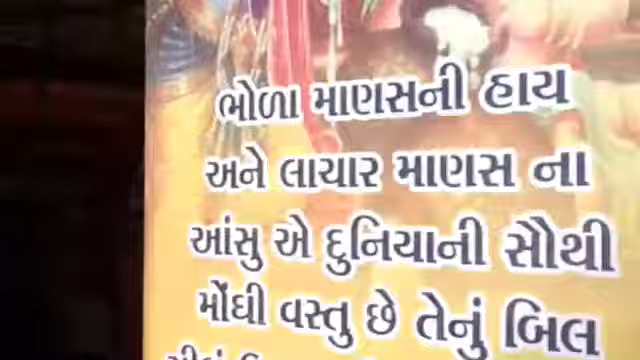 ભોળા માણસની હાય
અને લાચાર માણસ ના
આંસુ એ દુનિયાની સૌથી
મોંઘી વસ્તુ છે તેનું બિલ